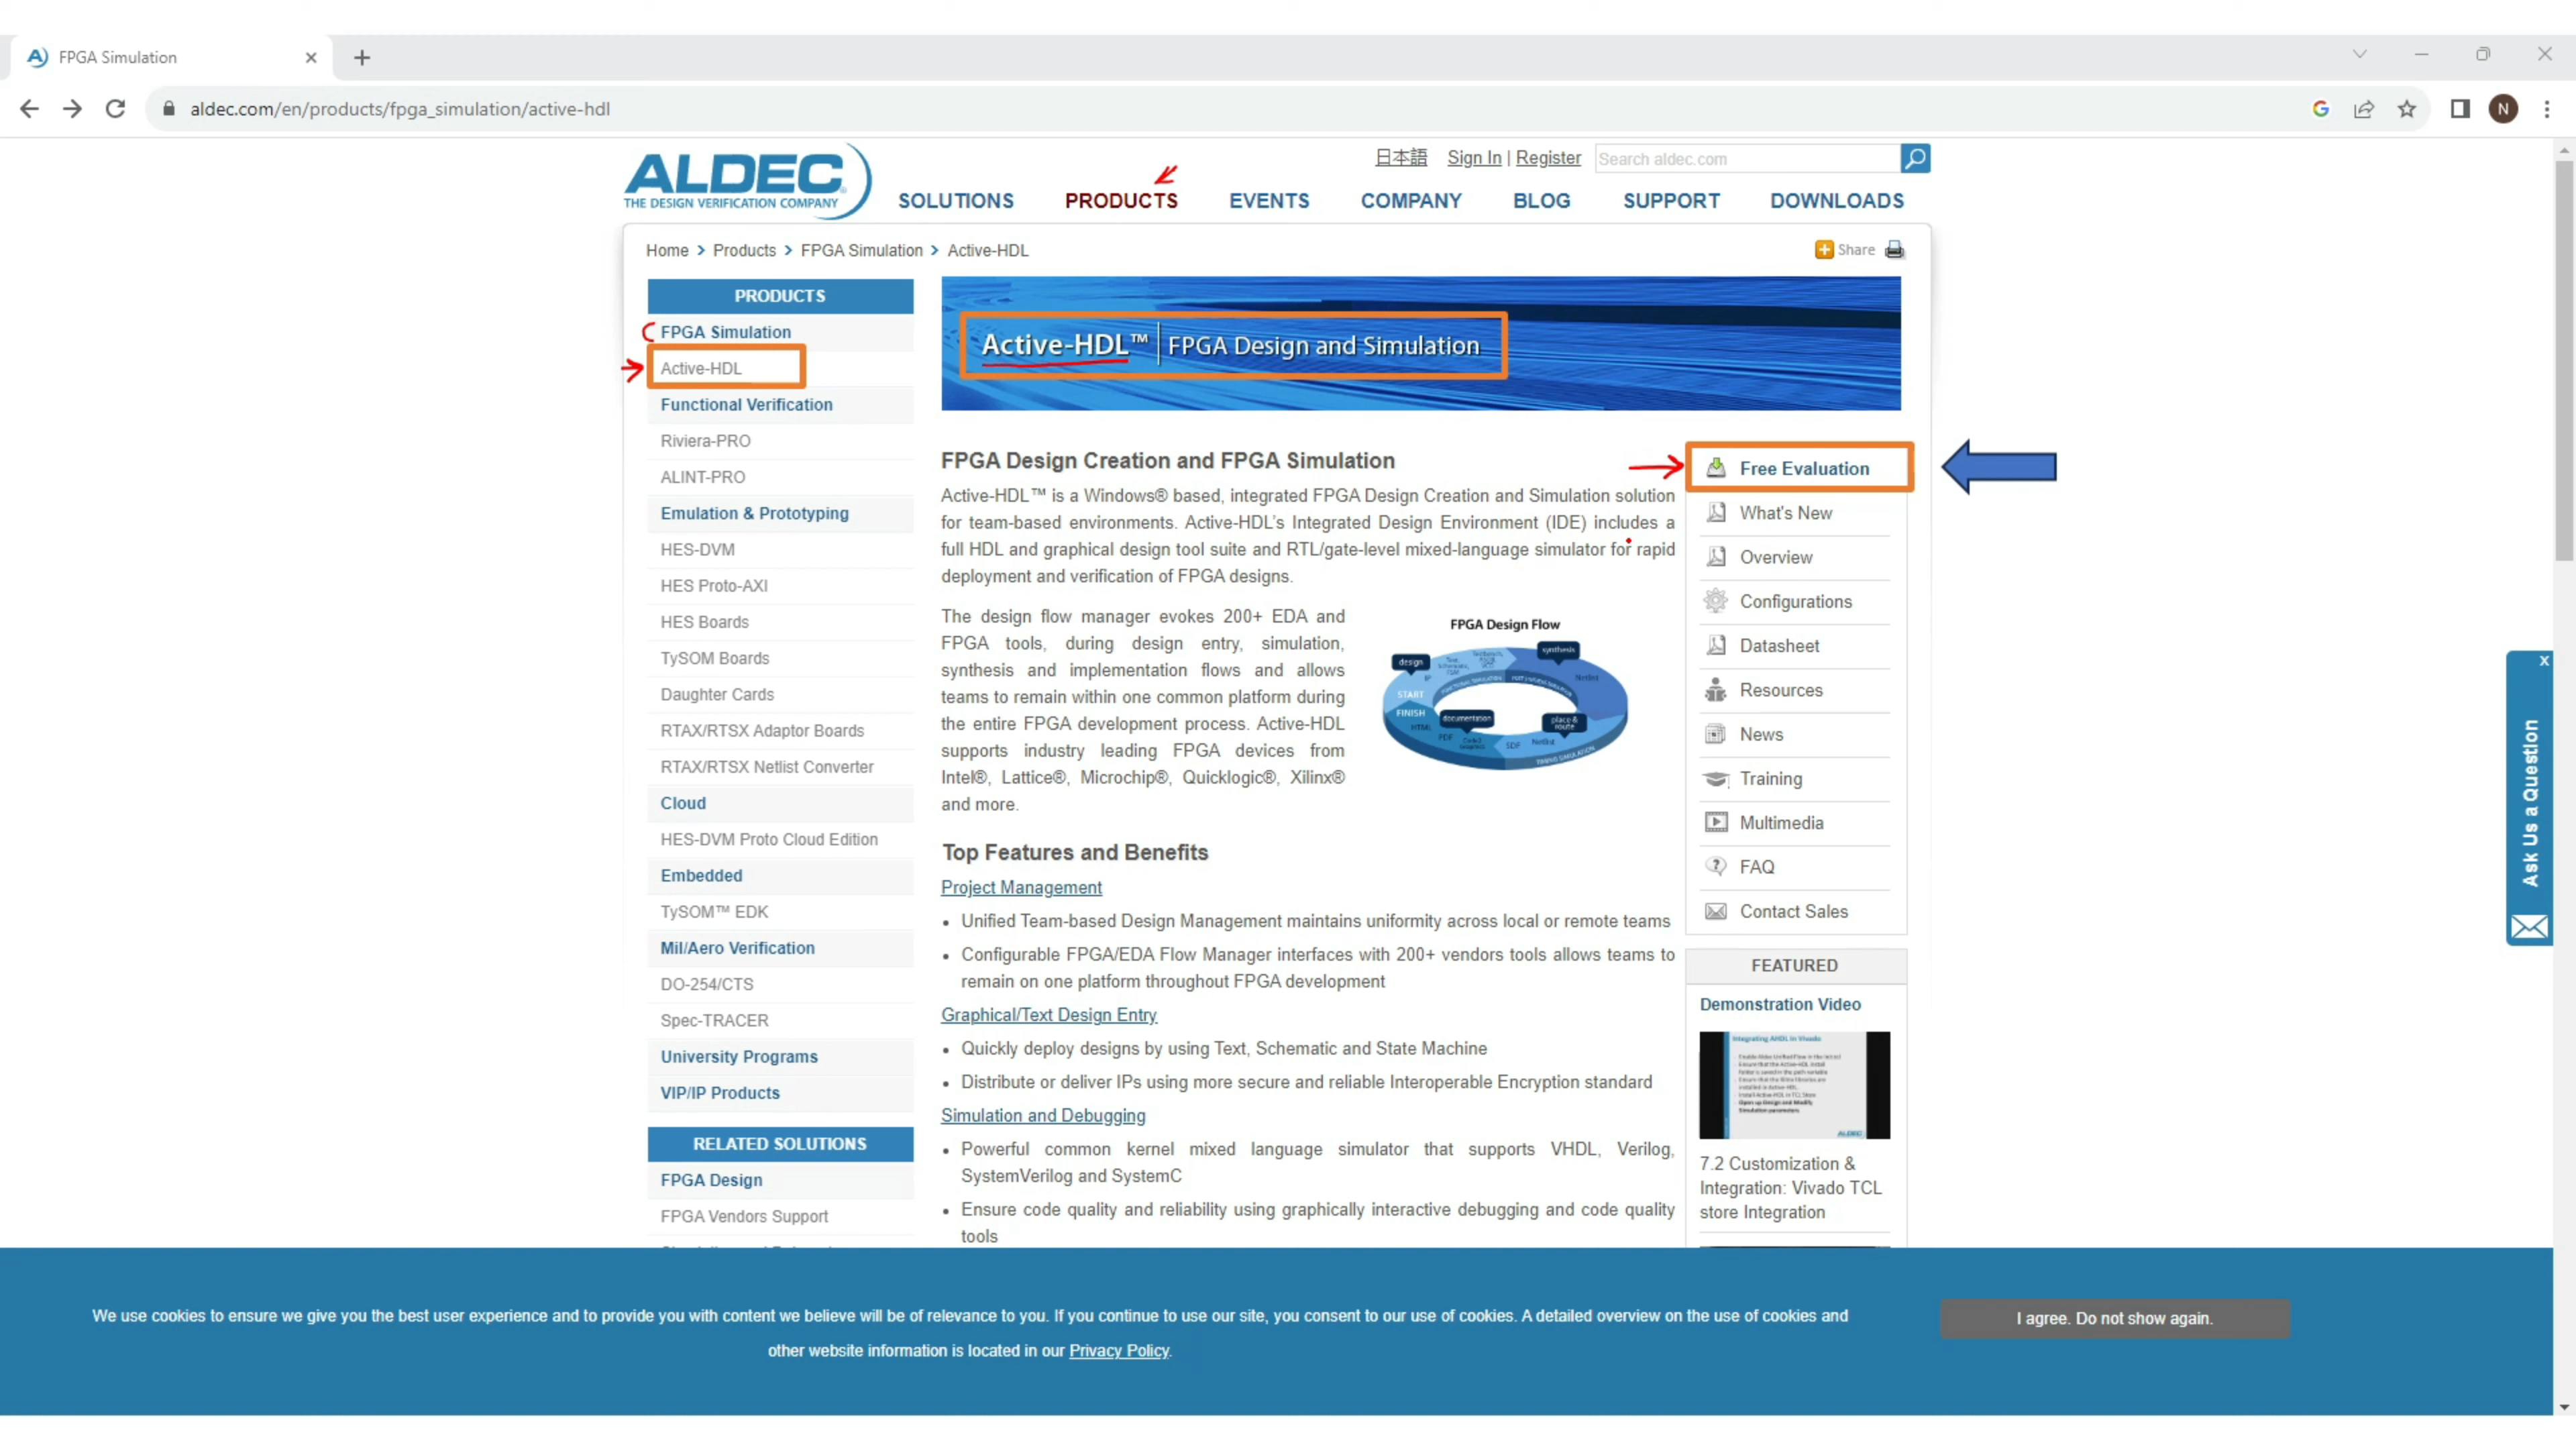 FPGA Simulation
aldec.com/en/products/fpga_simulation/active-hdl
N
日本語 Sign In | Register Search aldec.com
ALDEC
THE DESIGN VERIFICATION COMPANY
SOLUTIONS PRODUCTS EVENTS COMPANY BLOG SUPPORT DOWNLOADS
Home > Products > FPGA Simulation > Active-HDL
Share
PRODUCTS
FPGA Simulation
Active-HDL
Functional Verification
Riviera-PRO
ALINT-PRO
Emulation & Prototyping
HES-DVM
HES Proto-AXI
HES Boards
TySOM Boards
Daughter Cards
RTAX/RTSX Adaptor Boards
RTAX/RTSX Netlist Converter
Cloud
HES-DVM Proto Cloud Edition
Embedded
TySOM™ EDK
Mil/Aero Verification
DO-254/CTS
Spec-TRACER
University Programs
VIP/IP Products
RELATED SOLUTIONS
FPGA Design
FPGA Vendors Support
Active-HDL™ | FPGA Design and Simulation
FPGA Design Creation and FPGA Simulation
Active-HDL™ is a Windows® based, integrated FPGA Design Creation and Simulation solution
for team-based environments. Active-HDL's Integrated Design Environment (IDE) includes a
full HDL and graphical design tool suite and RTL/gate-level mixed-language simulator for rapid
deployment and verification of FPGA designs.
The design flow manager evokes 200+ EDA and
FPGA tools, during design entry, simulation,
synthesis and implementation flows and allows
teams to remain within one common platform during
the entire FPGA development process. Active-HDL
supports industry leading FPGA devices from
Intel®, Lattice®, Microchip®, Quicklogic®, Xilinx®
and more.
FPGA Design Flow
design
synthesis
Netlist
START
FINISH
documentation
place &
route
HTML
PDF
SDF
Netlist
TIMING SIMULATION
Top Features and Benefits
Project Management
• Unified Team-based Design Management maintains uniformity across local or remote teams
• Configurable FPGA/EDA Flow Manager interfaces with 200+ vendors tools allows teams to
remain on one platform throughout FPGA development
Graphical/Text Design Entry
• Quickly deploy designs by using Text, Schematic and State Machine
• Distribute or deliver IPs using more secure and reliable Interoperable Encryption standard
Simulation and Debugging
• Powerful common kernel mixed language simulator that supports VHDL, Verilog,
SystemVerilog and SystemC
• Ensure code quality and reliability using graphically interactive debugging and code quality
tools
Free Evaluation
What's New
Overview
Configurations
Datasheet
Resources
News
Training
Multimedia
FAQ
Contact Sales
FEATURED
Demonstration Video
Integrating AHDL in Vivado
ALDEC
7.2 Customization &
Integration: Vivado TCL
store Integration
x
Ask Us a Question
We use cookies to ensure we give you the best user experience and to provide you with content we believe will be of relevance to you. If you continue to use our site, you consent to our use of cookies. A detailed overview on the use of cookies and
other website information is located in our Privacy Policy.
I agree. Do not show again.